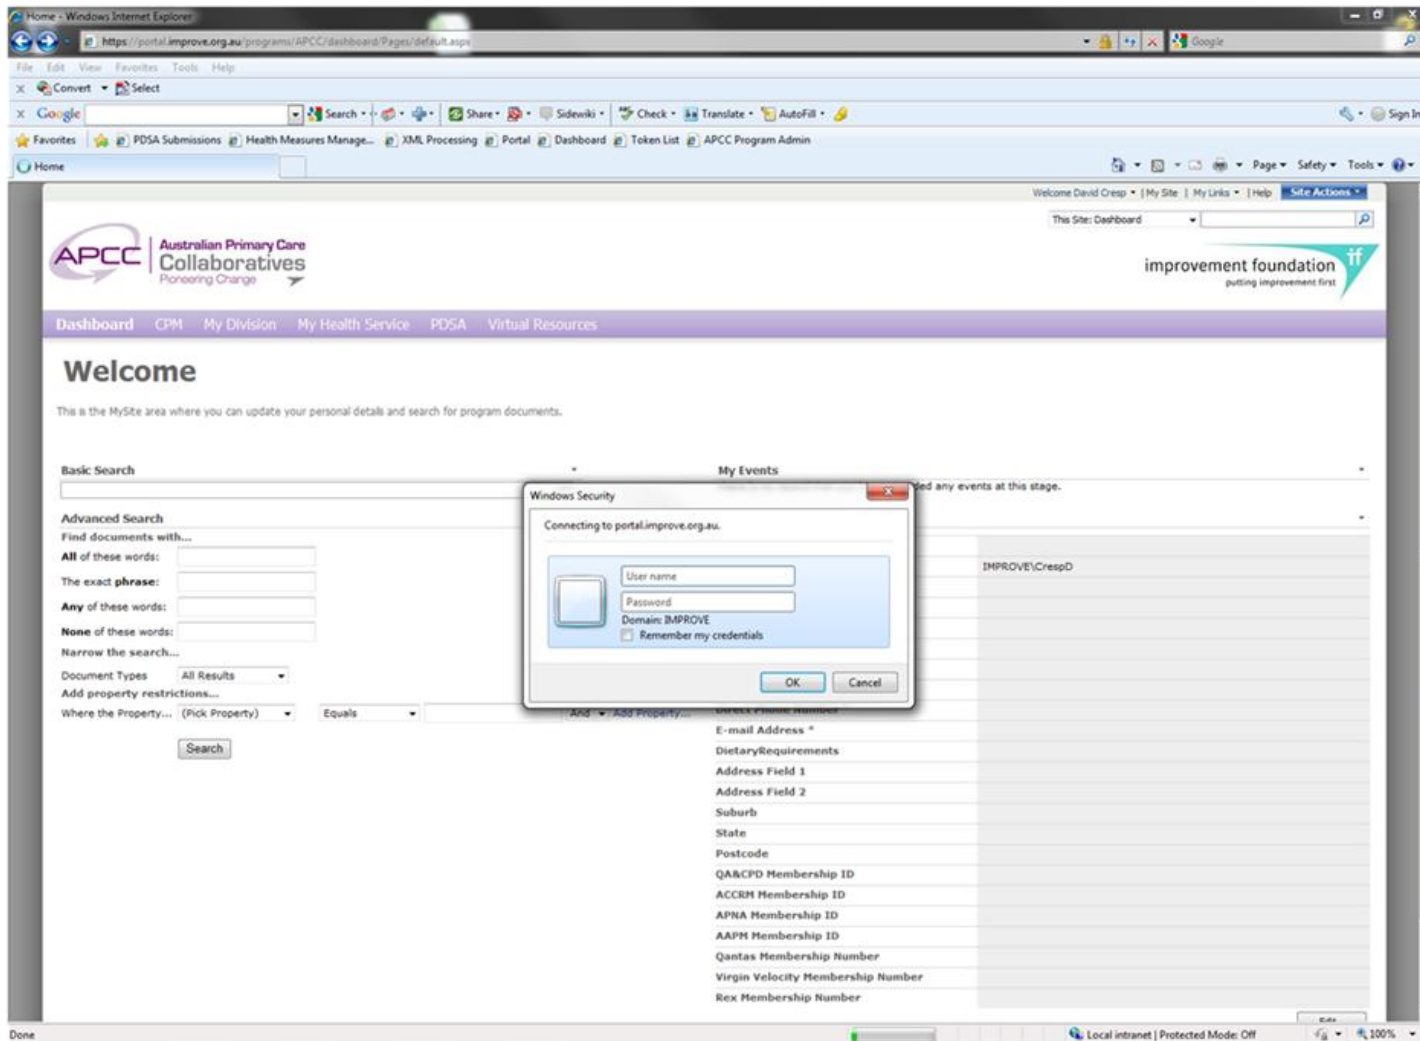 Home - Windows Internet Explorer
https://portal.improve.org.au/programs/APCC/dashboard/Pages/default.aspx
Google
File Edit View Favorites Tools Help
x Convert Select
x Google Search Share Sidewiki Check Translate AutoFill Sign In
Favorites PDSA Submissions Health Measures Manage... XML Processing Portal Dashboard Token List APCC Program Admin
Home Page Safety Tools
Welcome David Cresp | My Site | My Links | Help Site Actions
This Site: Dashboard
APCC Australian Primary Care
Collaboratives
Pioneering Change
improvement foundation if
putting improvement first
Dashboard CPM My Division My Health Service PDSA Virtual Resources
Welcome
This is the MySite area where you can update your personal details and search for program documents.
Basic Search
My Events
ded any events at this stage.
Advanced Search
Find documents with...
All of these words:
The exact phrase:
Any of these words:
None of these words:
Narrow the search...
Document Types All Results
Add property restrictions...
Where the Property... (Pick Property) Equals And Add Property...
Search
Windows Security
Connecting to portal.improve.org.au.
User name
Password
Domain: IMPROVE
Remember my credentials
OK Cancel
IMPROVE\CrespD
Direct Phone Number
E-mail Address *
DietaryRequirements
Address Field 1
Address Field 2
Suburb
State
Postcode
QA&CPD Membership ID
ACCRM Membership ID
APNA Membership ID
AAPM Membership ID
Qantas Membership Number
Virgin Velocity Membership Number
Rex Membership Number
Edit
Done Local intranet | Protected Mode: Off 100%